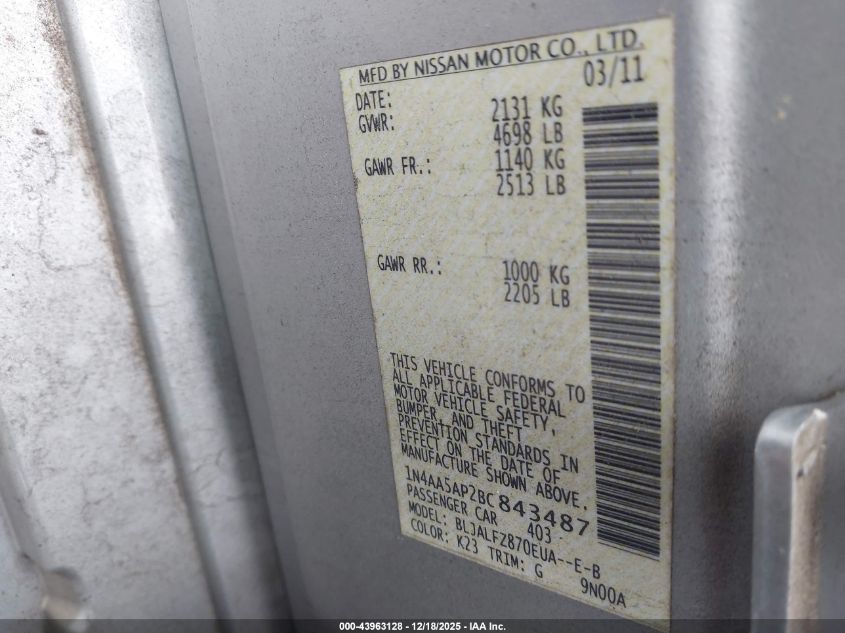 MFD BY NISSAN MOTOR CO., LTD.
DATE: 03/11
GVWR: 2131 KG
4698 LB
GAWR FR.: 1140 KG
2513 LB
GAWR RR.: 1000 KG
2205 LB
THIS VEHICLE CONFORMS TO
ALL APPLICABLE FEDERAL
MOTOR VEHICLE SAFETY,
BUMPER, AND THEFT
PREVENTION STANDARDS IN
EFFECT ON THE DATE OF
MANUFACTURE SHOWN ABOVE.
1N4AA5AP2BC843487
PASSENGER CAR 403
MODEL: BLJALFZ870EUA--E-B
COLOR: K23 TRIM: G 9N00A
000-43963128 - 12/18/2025 - IAA Inc.